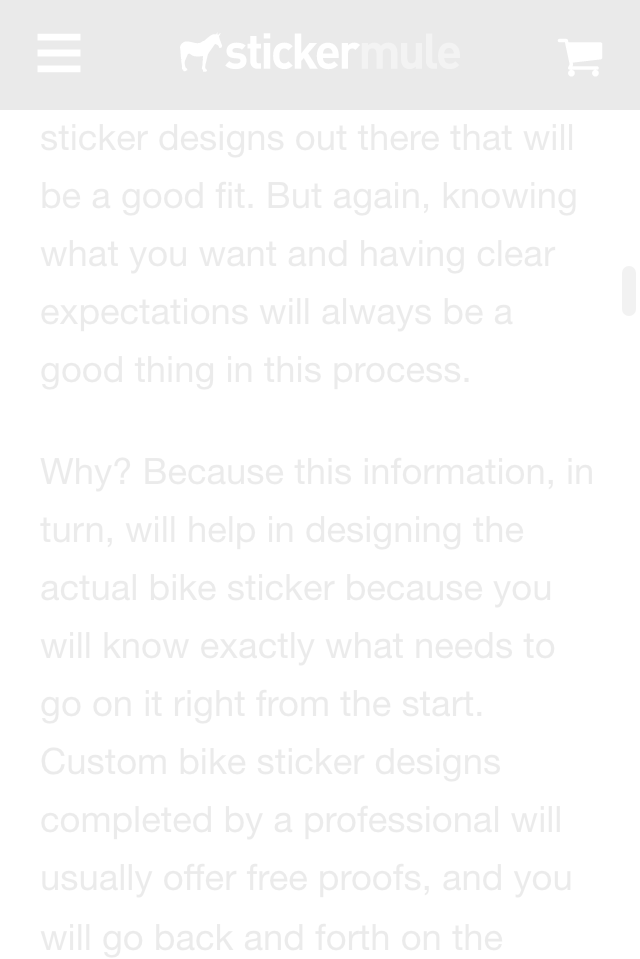 stickermule
sticker designs out there that will
be a good fit. But again, knowing
what you want and having clear
expectations will always be a
good thing in this process.
Why? Because this information, in
turn, will help in designing the
actual bike sticker because you
will know exactly what needs to
go on it right from the start.
Custom bike sticker designs
completed by a professional will
usually offer free proofs, and you
will go back and forth on the